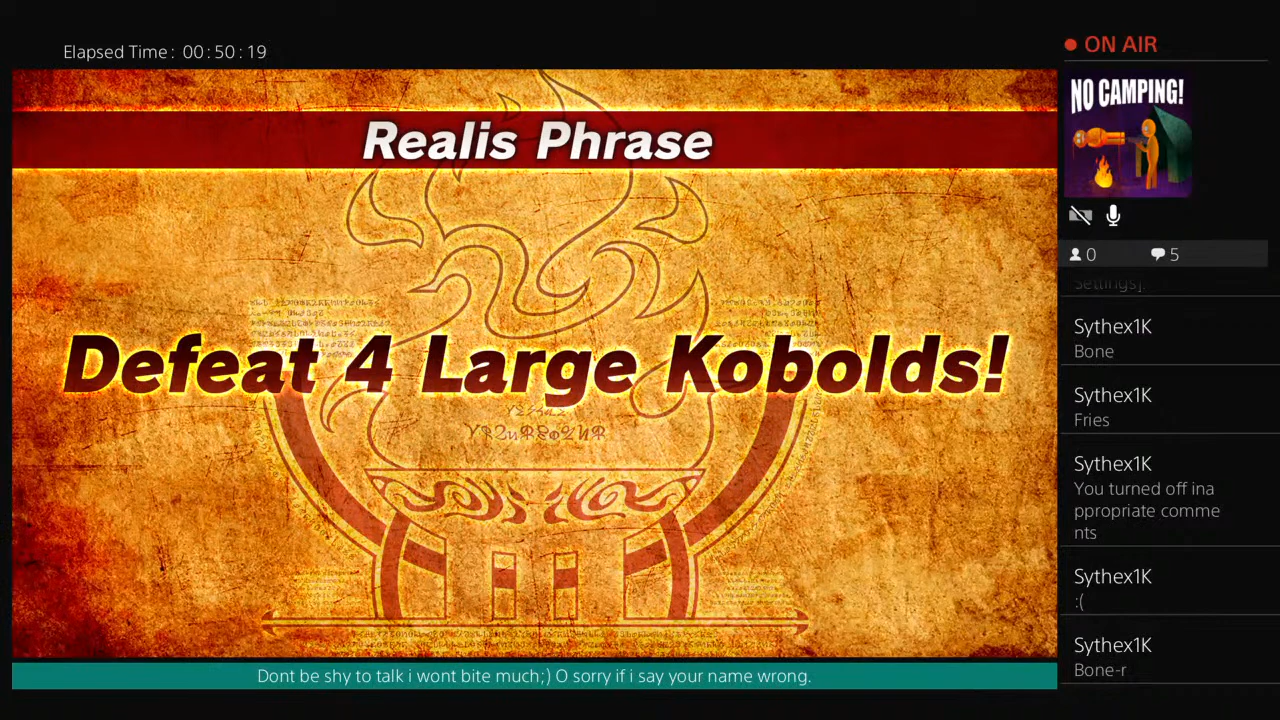 Elapsed Time: 00:50:19
ON AIR
NO CAMPING!
Realis Phrase
0 5
Settings].
Defeat 4 Large Kobolds!
Sythex1K
Bone
Sythex1K
Fries
Sythex1K
You turned off ina
ppropriate comme
nts
Sythex1K
:(
Sythex1K
Bone-r
Dont be shy to talk i wont bite much;) O sorry if i say your name wrong.